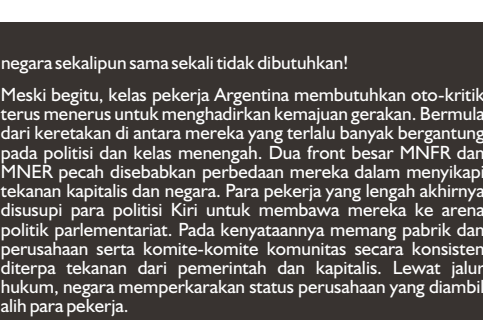 negara sekalipun sama sekali tidak dibutuhkan!
Meski begitu, kelas pekerja Argentina membutuhkan oto-kritik
terus menerus untuk menghadirkan kemajuan gerakan. Bermula
dari keretakan di antara mereka yang terlalu banyak bergantung
pada politisi dan kelas menengah. Dua front besar MNFR dan
MNER pecah disebabkan perbedaan mereka dalam menyikapi
tekanan kapitalis dan negara. Para pekerja yang lengah akhirnya
disusupi para politisi Kiri untuk membawa mereka ke arena
politik parlementariat. Pada kenyataannya memang pabrik dan
perusahaan serta komite-komite komunitas secara konsisten
diterpa tekanan dari pemerintah dan kapitalis. Lewat jalur
hukum, negara memperkarakan status perusahaan yang diambil
alih para pekerja.